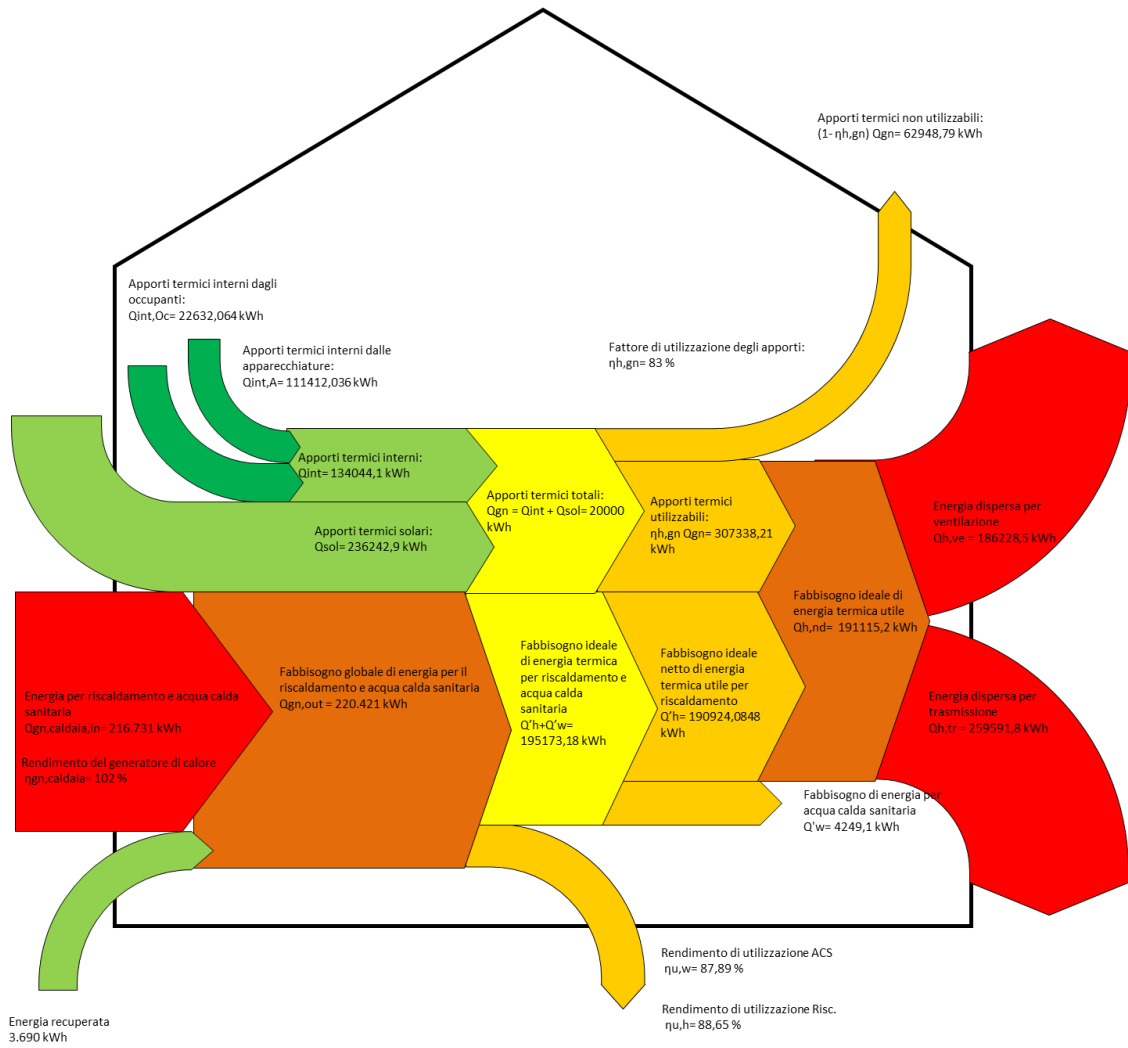 Apporti termici non utilizzabili:
(1- ηh,gn) Qgn= 62948,79 kWh
Apporti termici interni dagli
occupanti:
Qint,Oc= 22632,064 kWh
Apporti termici interni dalle
apparecchiature:
Qint,A= 111412,036 kWh
Fattore di utilizzazione degli apporti:
ηh,gn= 83 %
Apporti termici interni:
Qint= 134044,1 kWh
Apporti termici solari:
Qsol= 236242,9 kWh
Apporti termici totali:
Qgn = Qint + Qsol= 20000
kWh
Apporti termici
utilizzabili:
ηh,gn Qgn= 307338,21
kWh
Energia dispersa per
ventilazione
Qh,ve = 186228,5 kWh
Fabbisogno ideale di
energia termica utile
Qh,nd=  191115,2 kWh
Energia per riscaldamento e acqua calda
sanitaria
Qgn,caldaia,in= 216.731 kWh
Rendimento del generatore di calore
ηgn,caldaia= 102 %
Fabbisogno globale di energia per il
riscaldamento e acqua calda sanitaria
Qgn,out = 220.421 kWh
Fabbisogno ideale
di energia termica
per riscaldamento e
acqua calda
sanitaria
Q’h+Q’w=
195173,18 kWh
Fabbisogno ideale
netto di energia
termica utile per
riscaldamento
Q’h= 190924,0848
kWh
Energia dispersa per
trasmissione
Qh,tr = 259591,8 kWh
Fabbisogno di energia per
acqua calda sanitaria
Q'w= 4249,1 kWh
Rendimento di utilizzazione ACS
ηu,w= 87,89 %
Rendimento di utilizzazione Risc.
ηu,h= 88,65 %
Energia recuperata
3.690 kWh